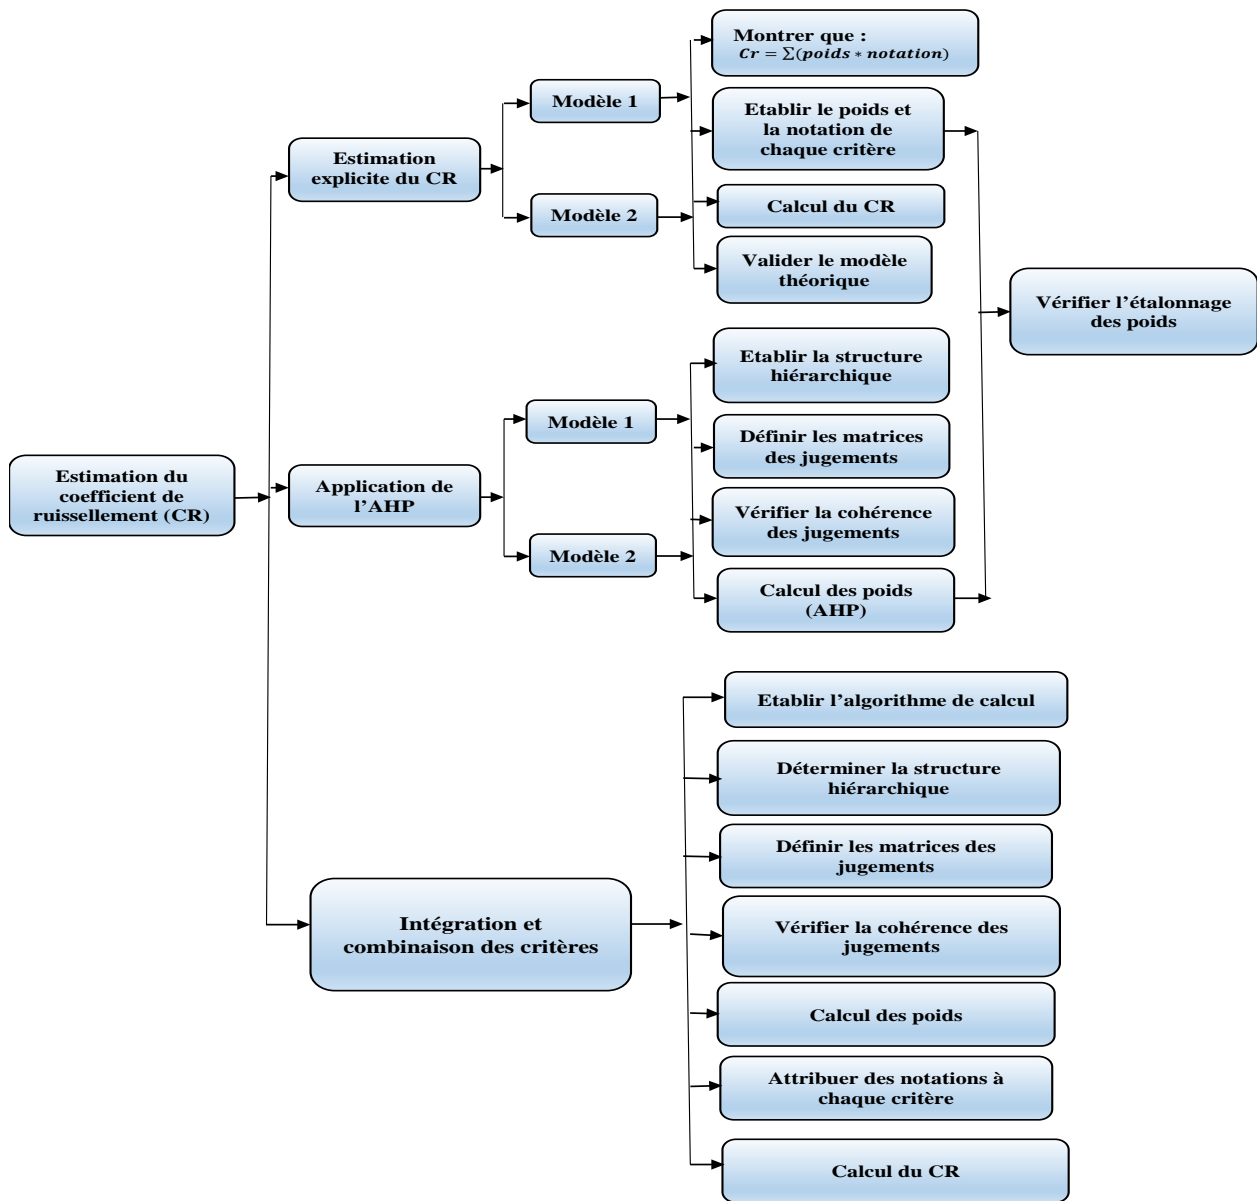 Estimation du
coefficient de
ruissellement (CR)
Estimation
explicite du CR
Modèle 1
Modèle 2
Montrer que :
Cr = ∑(poids * notation)
Etablir le poids et
la notation de
chaque critère
Calcul du CR
Valider le modèle
théorique
Vérifier l’étalonnage
des poids
Application de
l’AHP
Modèle 1
Modèle 2
Etablir la structure
hiérarchique
Définir les matrices
des jugements
Vérifier la cohérence
des jugements
Calcul des poids
(AHP)
Intégration et
combinaison des critères
Etablir l’algorithme de calcul
Déterminer la structure
hiérarchique
Définir les matrices des
jugements
Vérifier la cohérence des
jugements
Calcul des poids
Attribuer des notations à
chaque critère
Calcul du CR